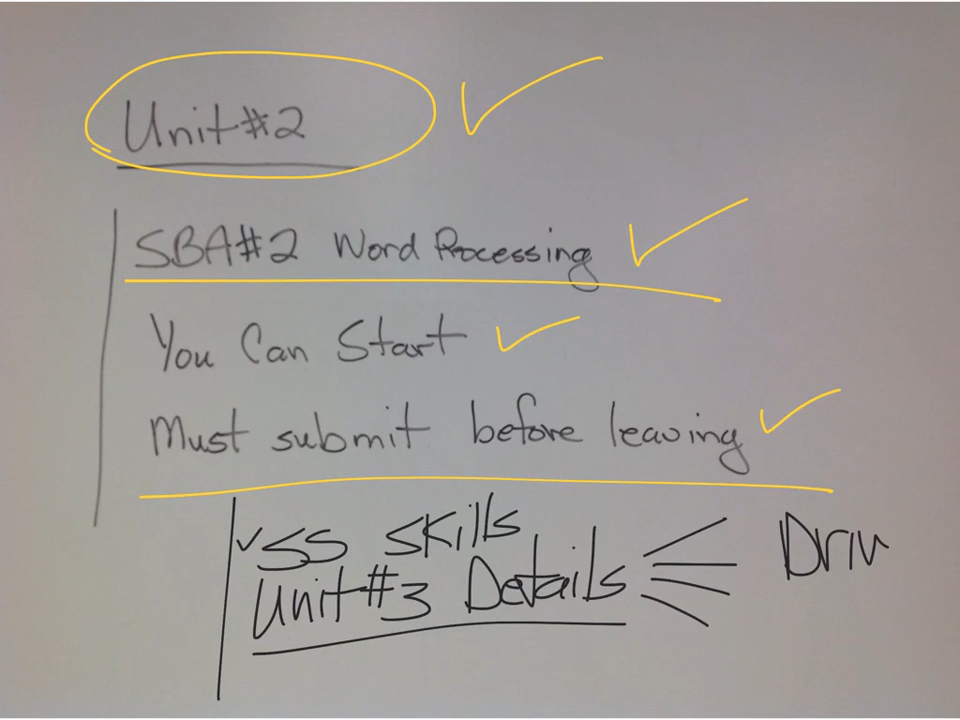 Unit #2
SBA#2 Word Processing
You Can Start
Must submit before leaving
SS Skills
Unit #3 Details
Driv